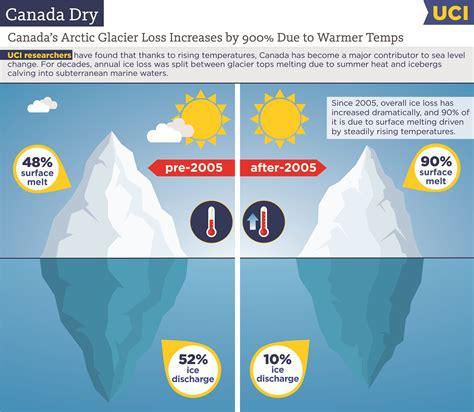 Canada Dry
UCI
Canada's Arctic Glacier Loss Increases by 900% Due to Warmer Temps
UCI researchers have found that thanks to rising temperatures, Canada has become a major contributor to sea level
change. For decades, annual ice loss was split between glacier tops melting due to summer heat and icebergs
calving into subterranean marine waters.
Since 2005, overall ice loss has
increased dramatically, and 90% of
it is due to surface melting driven
by steadily rising temperatures.
48%
surface
melt
pre-2005
after-2005
90%
surface
melt
52%
ice
discharge
10%
ice
discharge